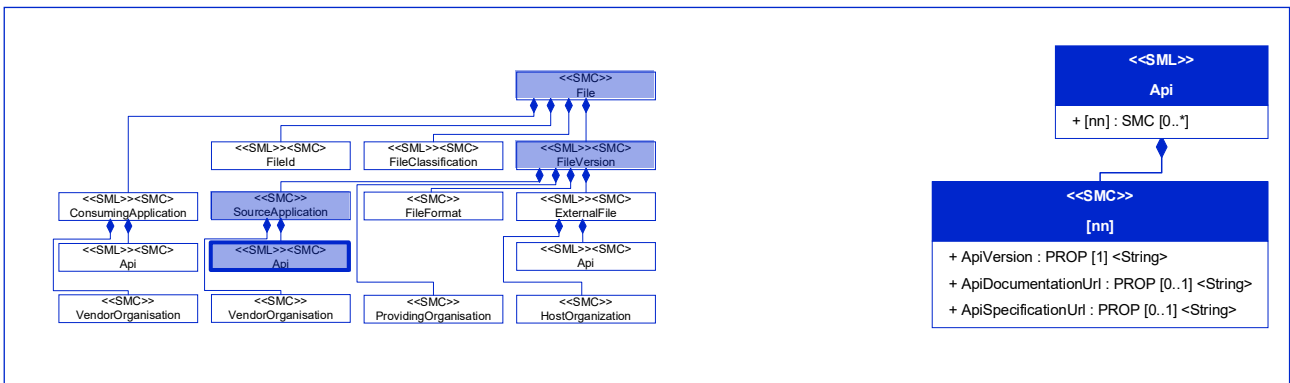 <<SMC>>
File
<<SML>><SMC>
FileId
<<SML>><SMC>
FileClassification
<<SML>><SMC>
FileVersion
<<SML>><SMC>
ConsumingApplication
<<SMC>>
SourceApplication
<<SMC>>
FileFormat
<<SML>><SMC>
ExternalFile
<<SML>><SMC>
Api
<<SML>><SMC>
Api
<<SML>><SMC>
Api
<<SMC>>
VendorOrganisation
<<SMC>>
VendorOrganisation
<<SMC>>
ProvidingOrganisation
<<SMC>>
HostOrganization
<<SML>>
Api
+ [nn] : SMC [0..*]
<<SMC>>
[nn]
+ ApiVersion : PROP [1] <String>
+ ApiDocumentationUrl : PROP [0..1] <String>
+ ApiSpecificationUrl : PROP [0..1] <String>